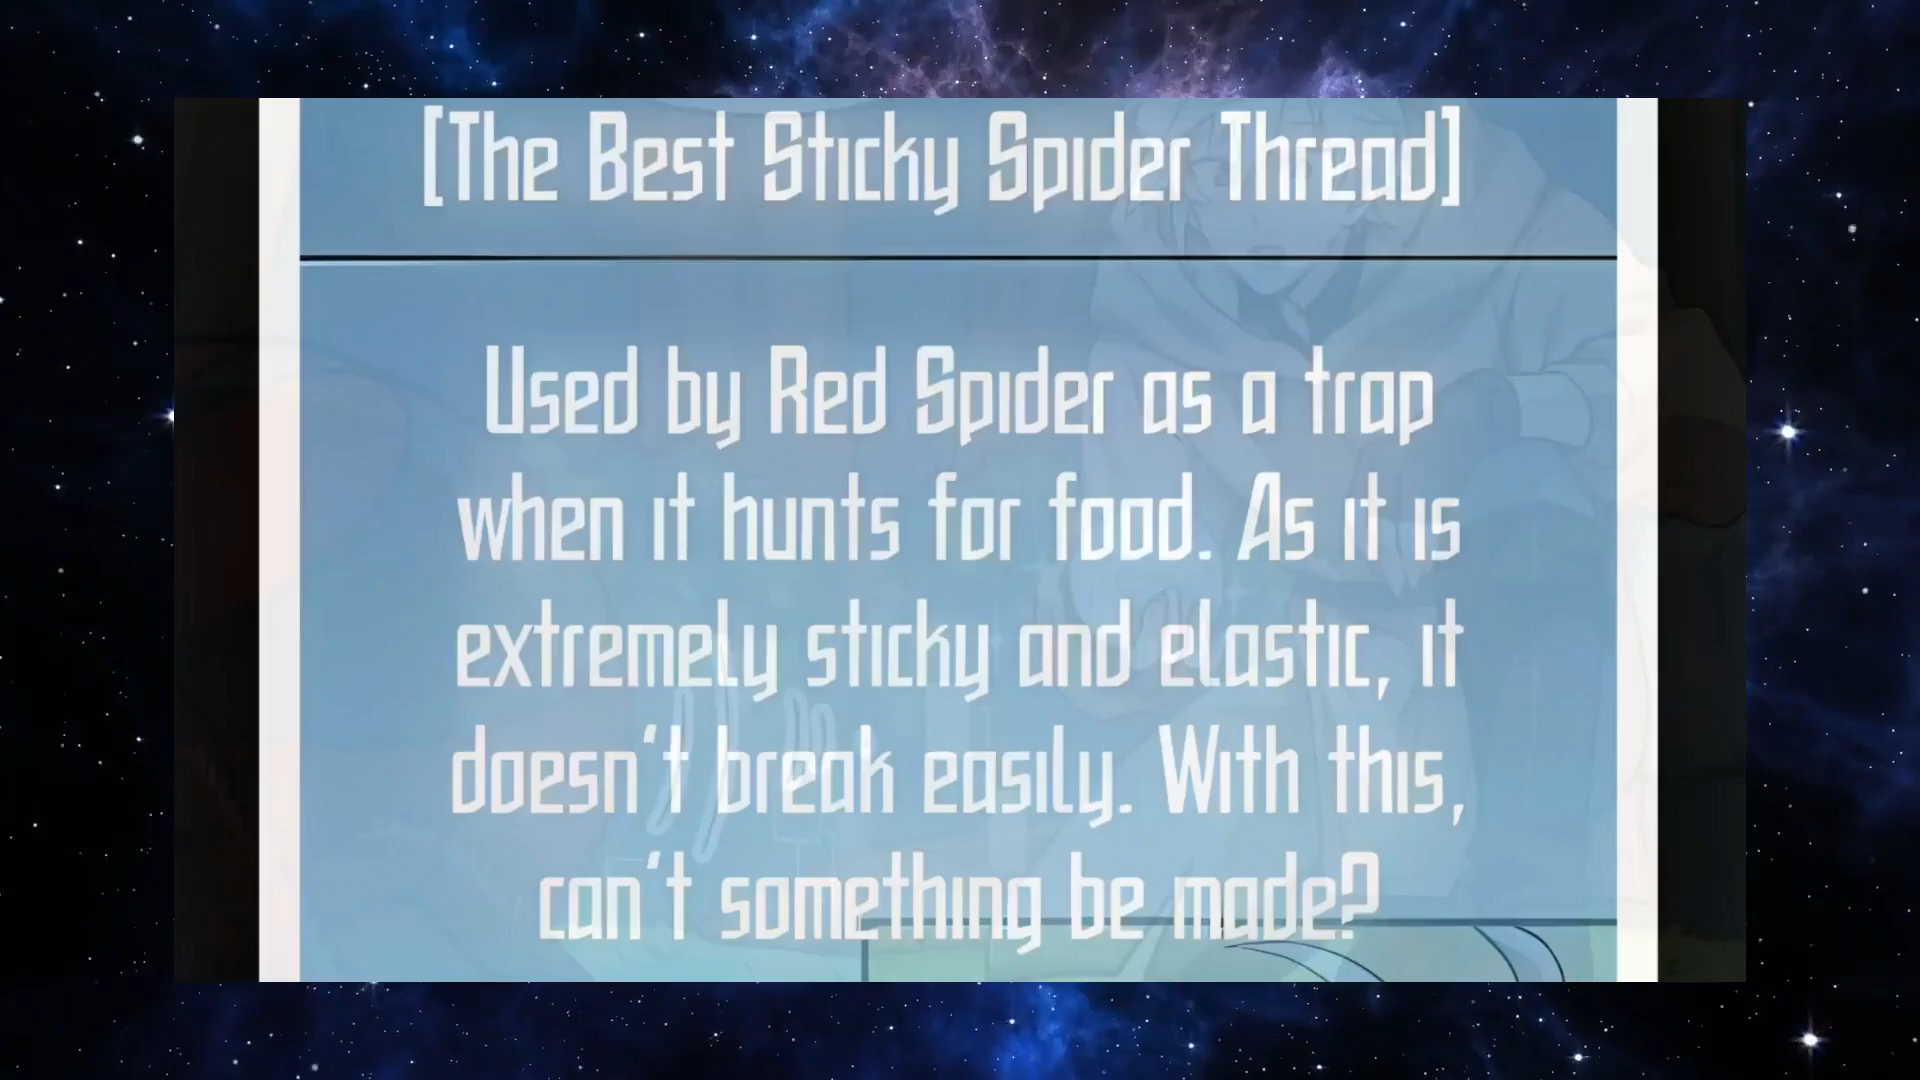 [The Best Sticky Spider Thread]
Used by Red Spider as a trap
when it hunts for food. As it is
extremely sticky and elastic, it
doesn't break easily. With this,
can't something be made?